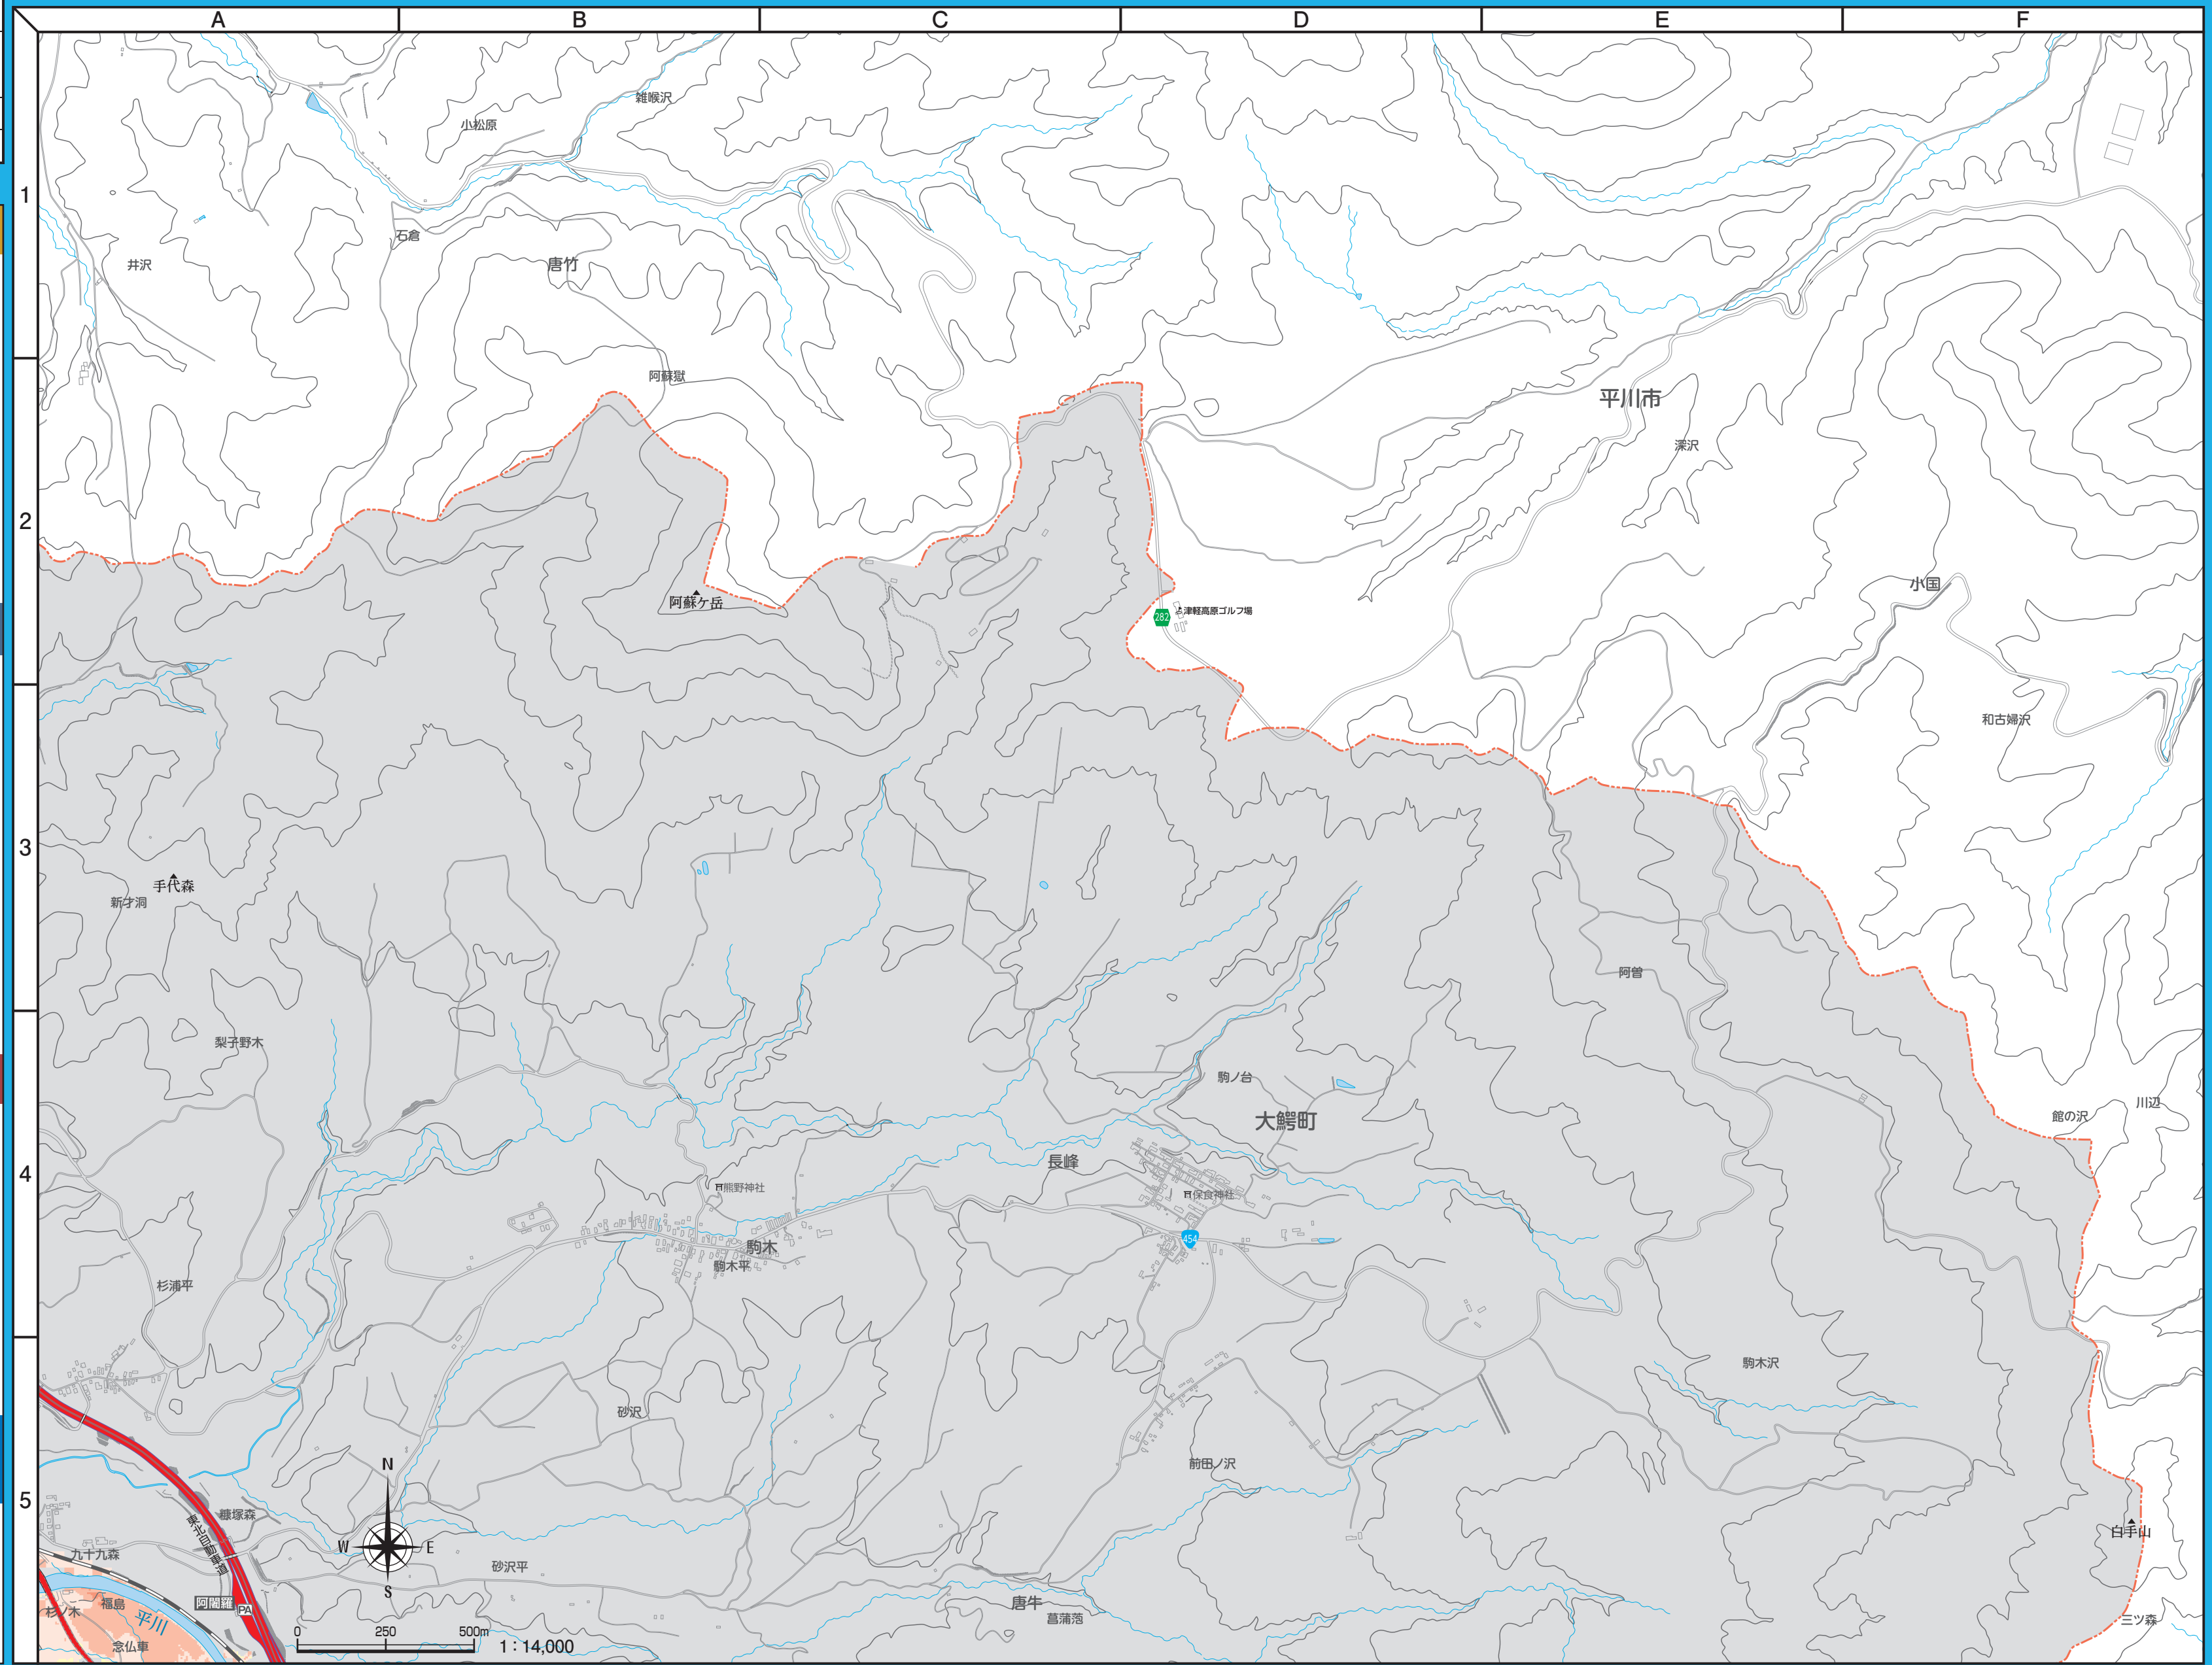 A
B
C
D
E
F
1
2
3
4
5
雑喉沢
小松原
石倉
井沢
唐竹
阿蘇獄
平川市
深沢
小国
阿蘇ケ岳
282
津軽高原ゴルフ場
和古婦沢
手代森
新才洞
阿曽
梨子野木
駒ノ台
大鰐町
館の沢
川辺
長峰
熊野神社
保食神社
454
駒木
駒木平
杉浦平
駒木沢
砂沢
前田ノ沢
N
W
E
S
糠塚森
東北自動車道
九十九森
白手山
砂沢平
杉ノ木
福島
阿闍羅
PA
平川
唐牛
菖蒲萢
三ツ森
念仏車
0
250
500m
1：14,000